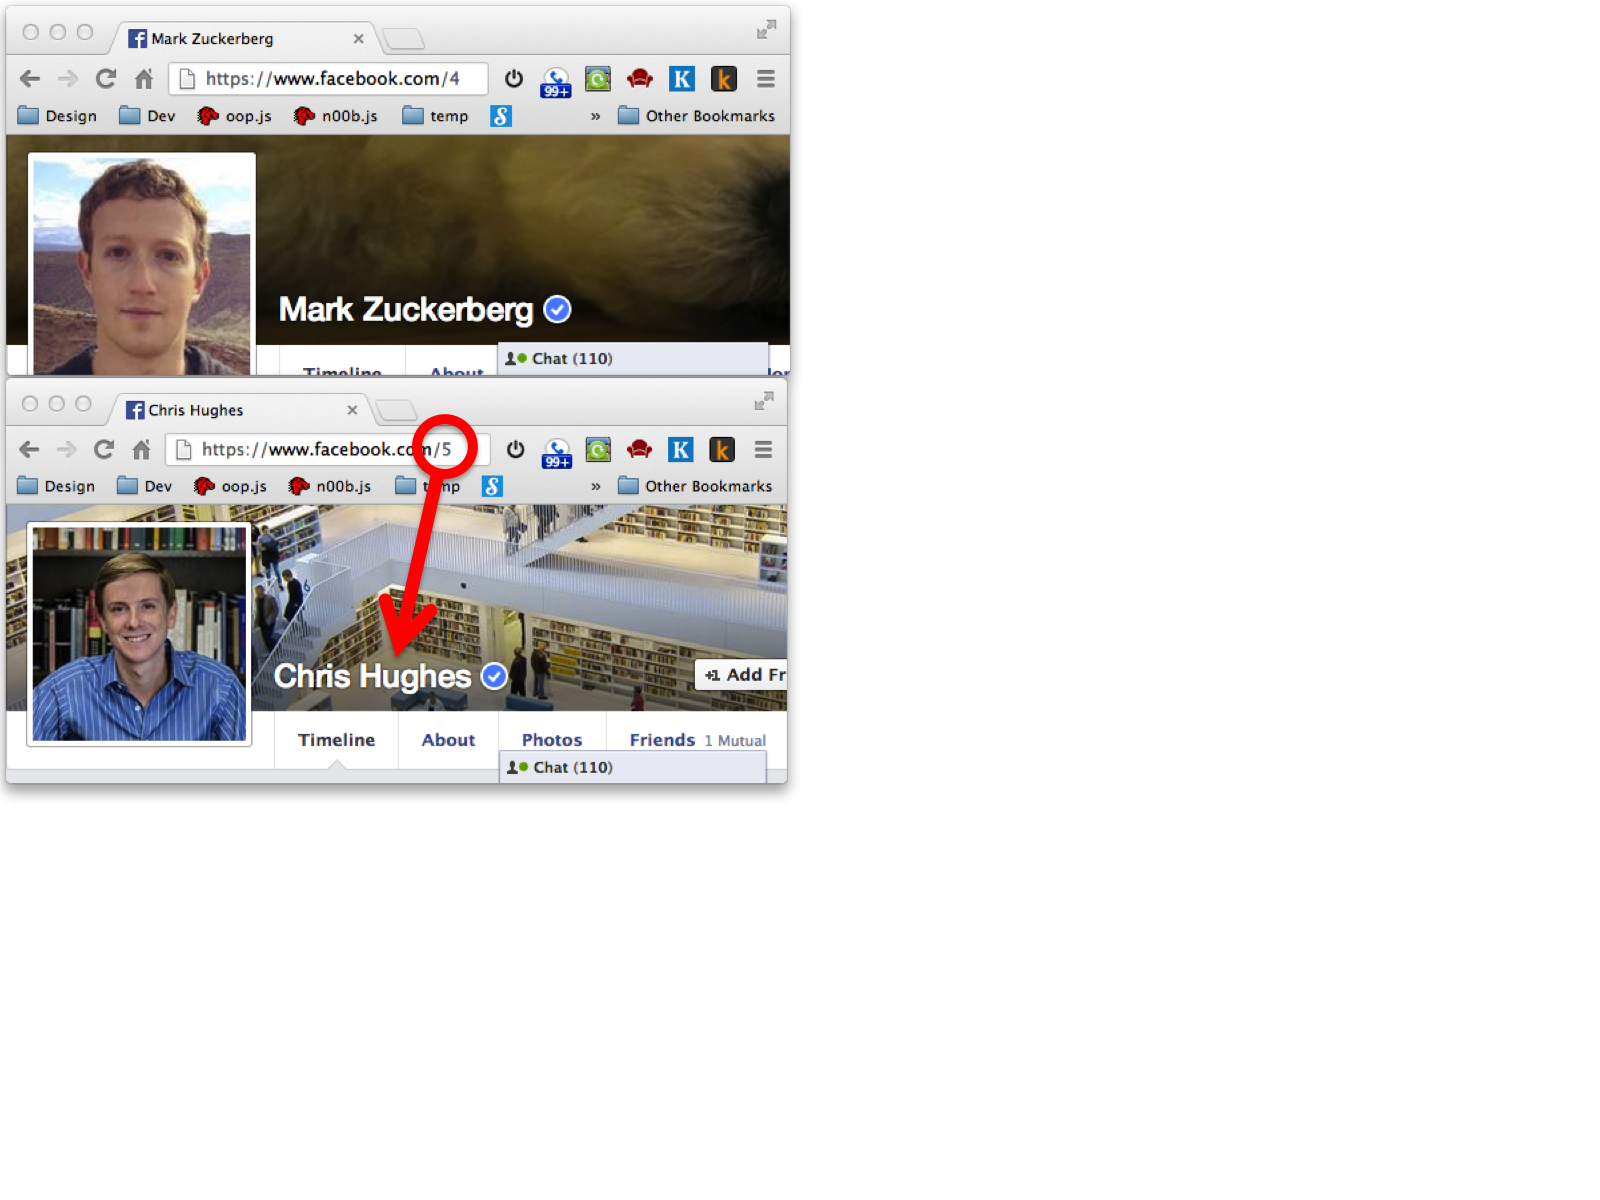 Mark Zuckerberg
https://www.facebook.com/4
99+
K
k
Design Dev oop.js n00b.js temp S » Other Bookmarks
Mark Zuckerberg
Chat (110)
Timeline About
Chris Hughes
https://www.facebook.com/5
99+
K
k
Design Dev oop.js n00b.js temp S » Other Bookmarks
Chris Hughes
+1 Add Fr
Timeline About Photos Friends 1 Mutual
Chat (110)